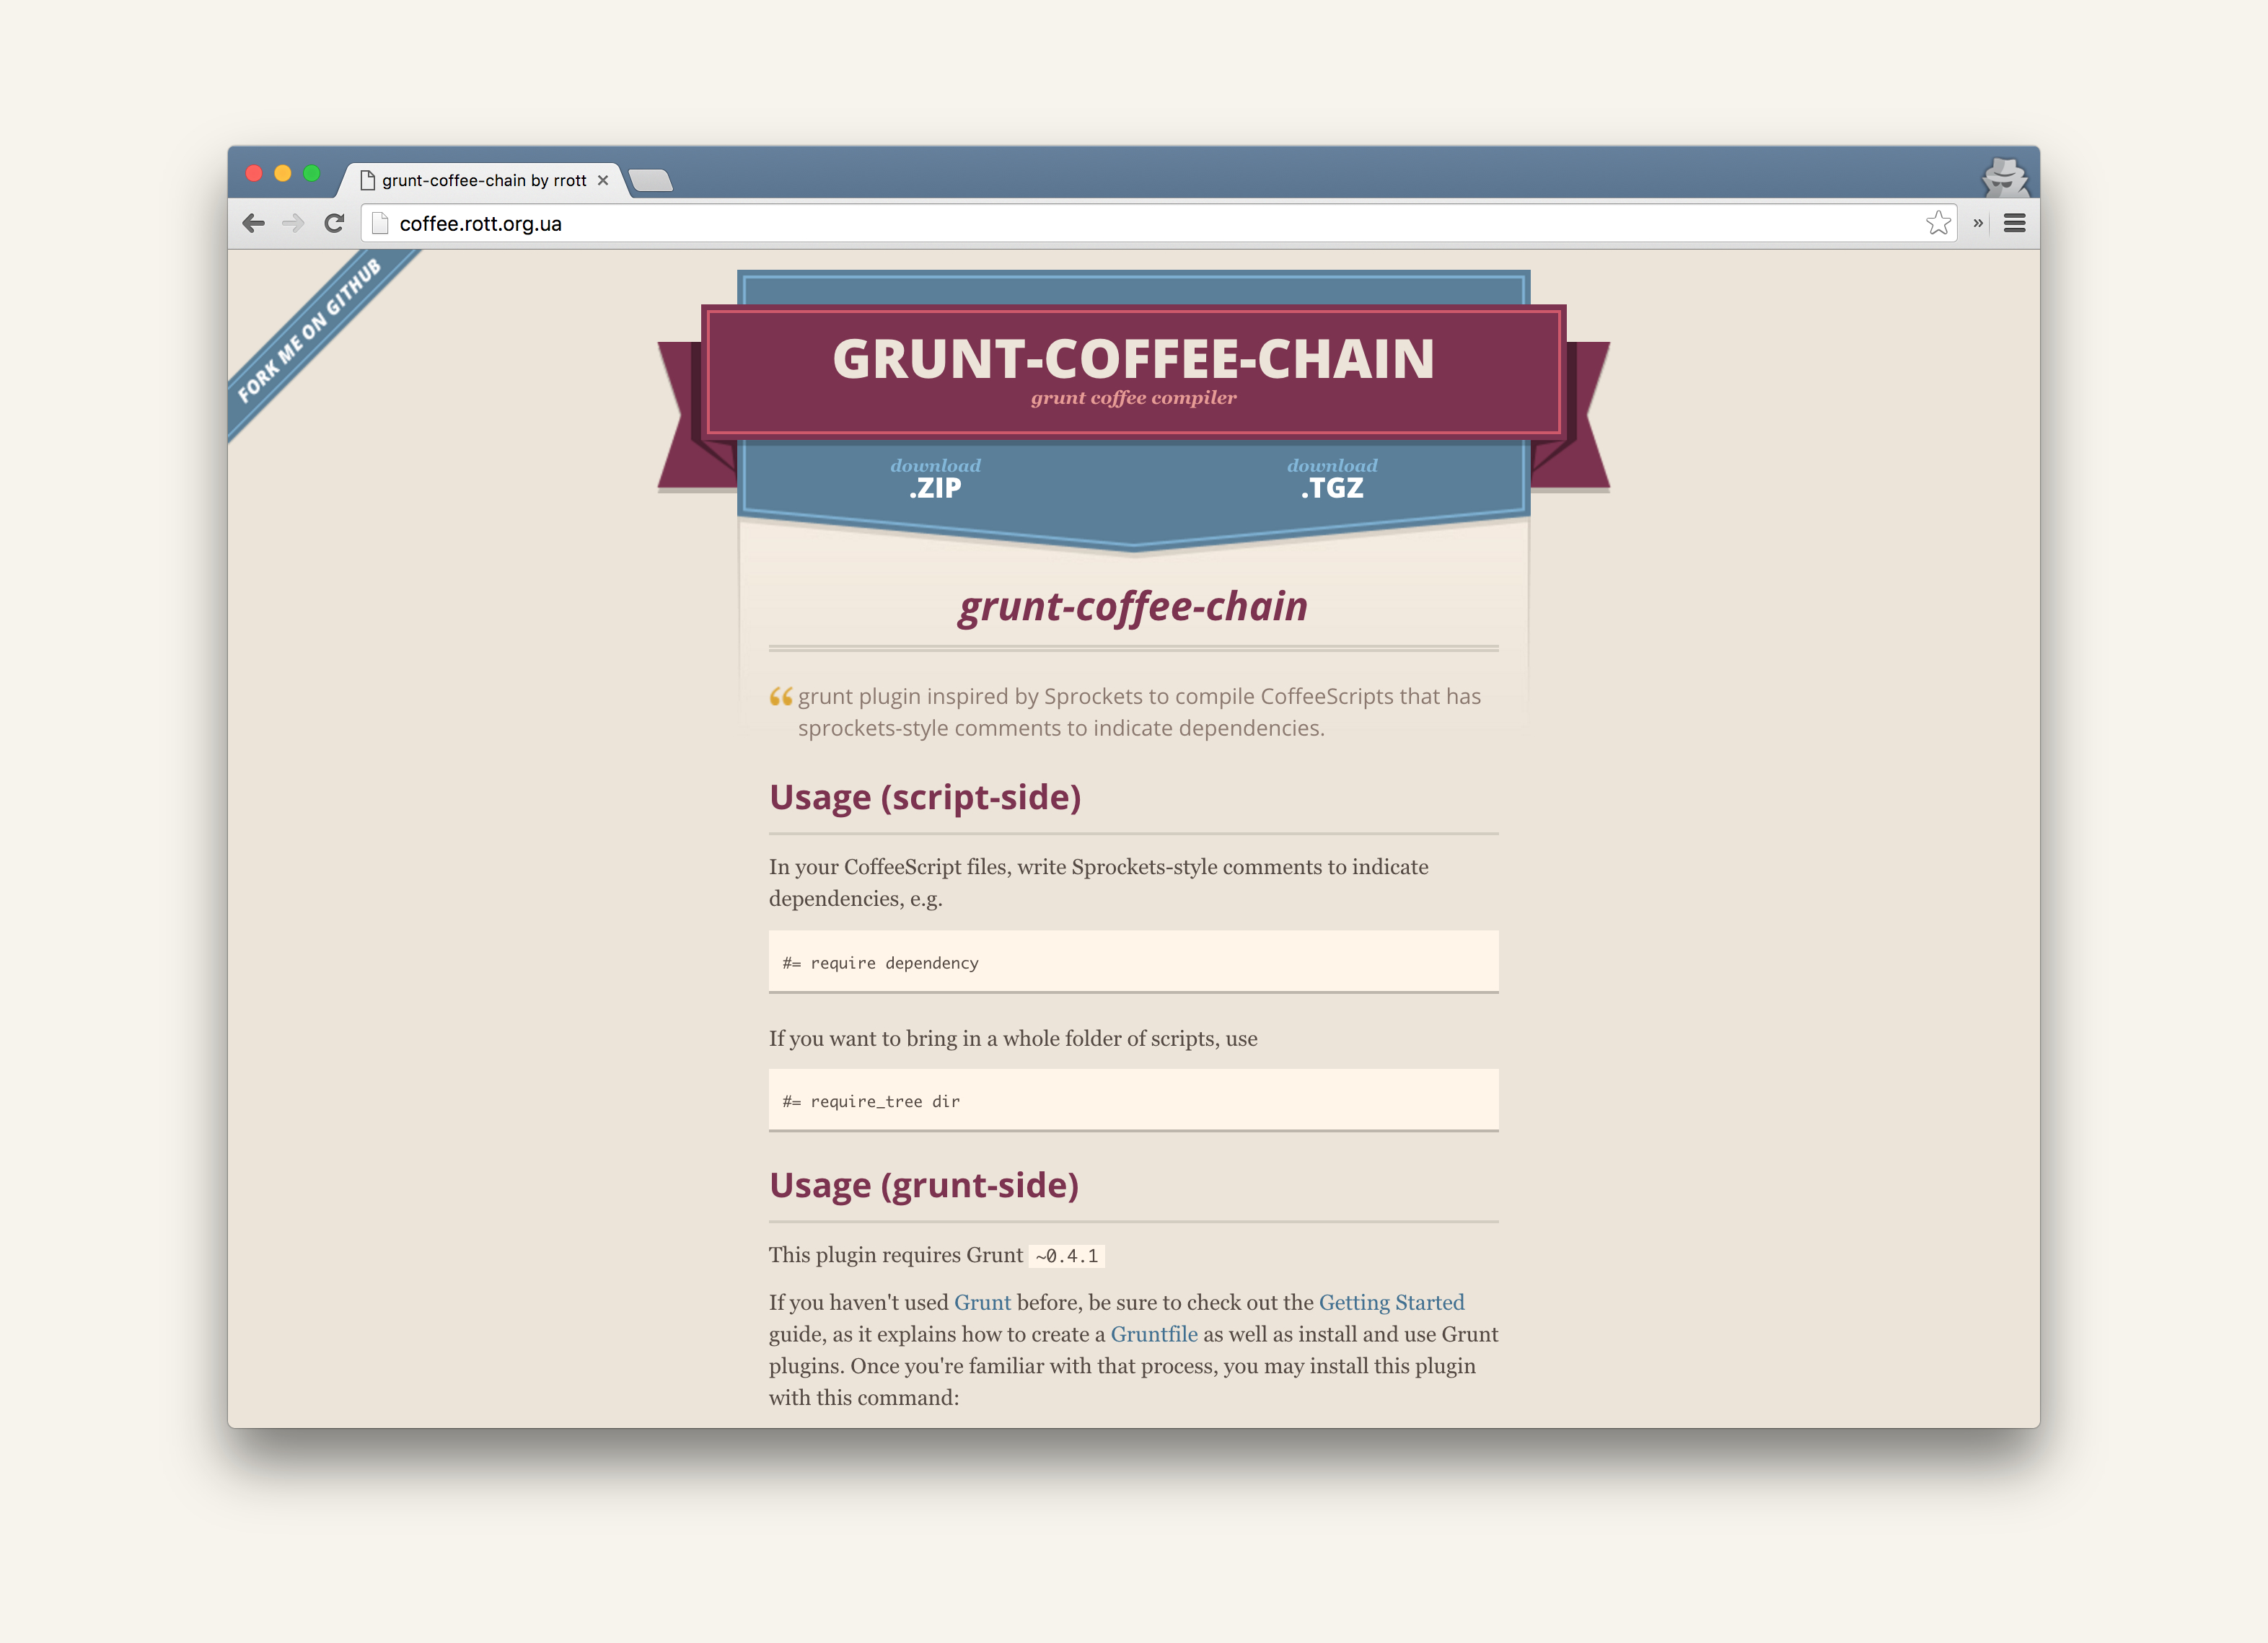 grunt-coffee-chain by rrott
coffee.rott.org.ua
FORK ME ON GITHUB
GRUNT-COFFEE-CHAIN
grunt coffee compiler
download
.ZIP
download
.TGZ
grunt-coffee-chain
“ grunt plugin inspired by Sprockets to compile CoffeeScripts that has
sprockets-style comments to indicate dependencies.
Usage (script-side)
In your CoffeeScript files, write Sprockets-style comments to indicate
dependencies, e.g.
#= require dependency
If you want to bring in a whole folder of scripts, use
#= require_tree dir
Usage (grunt-side)
This plugin requires Grunt ~0.4.1
If you haven't used Grunt before, be sure to check out the Getting Started
guide, as it explains how to create a Gruntfile as well as install and use Grunt
plugins. Once you're familiar with that process, you may install this plugin
with this command: